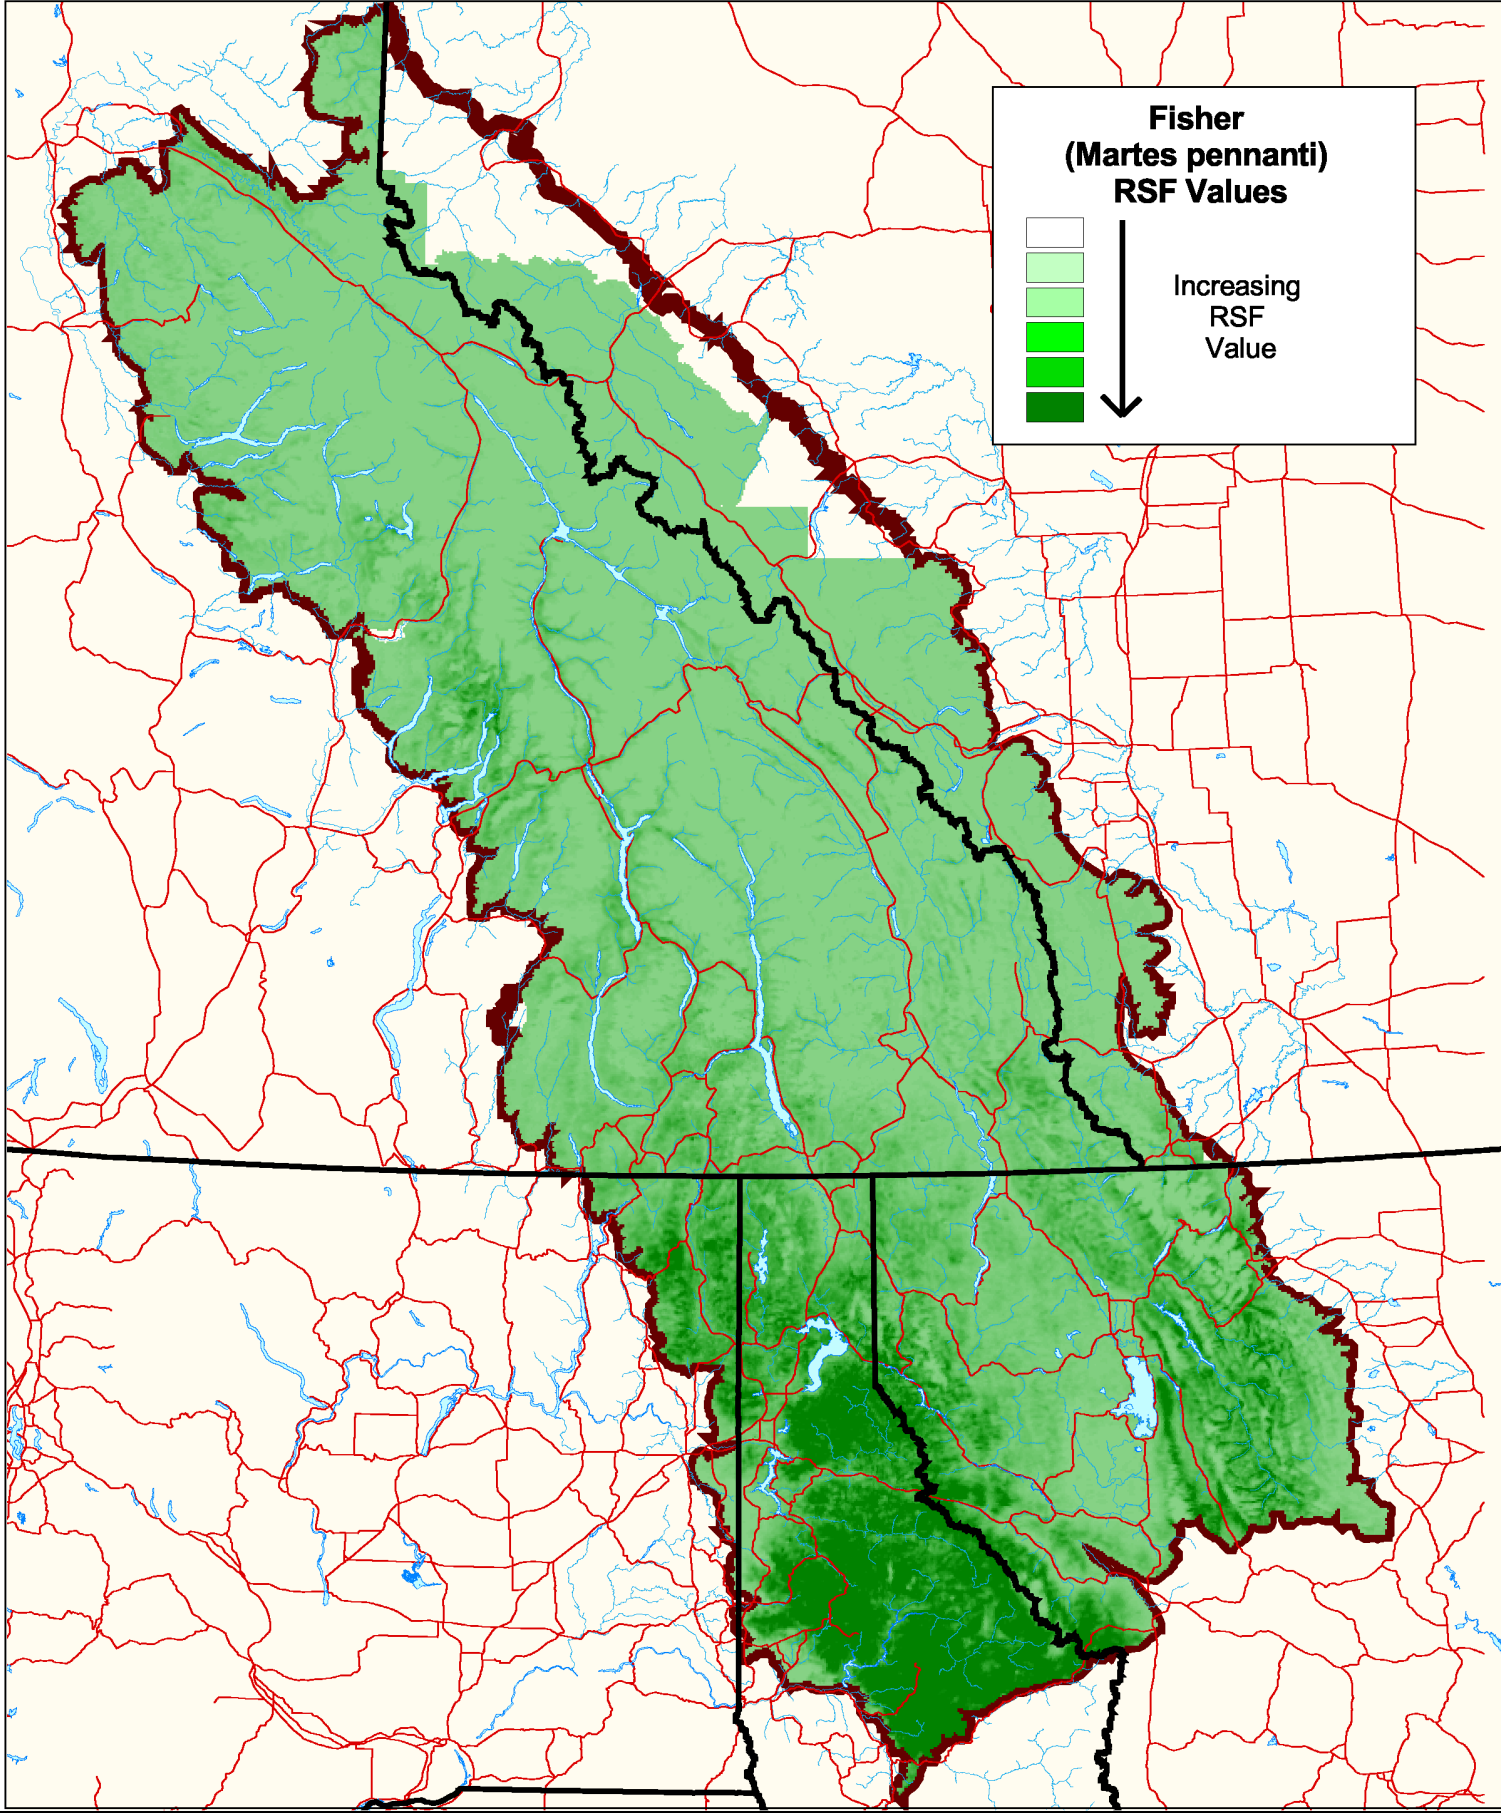 Fisher
(Martes pennanti)
RSF Values
Increasing
RSF
Value